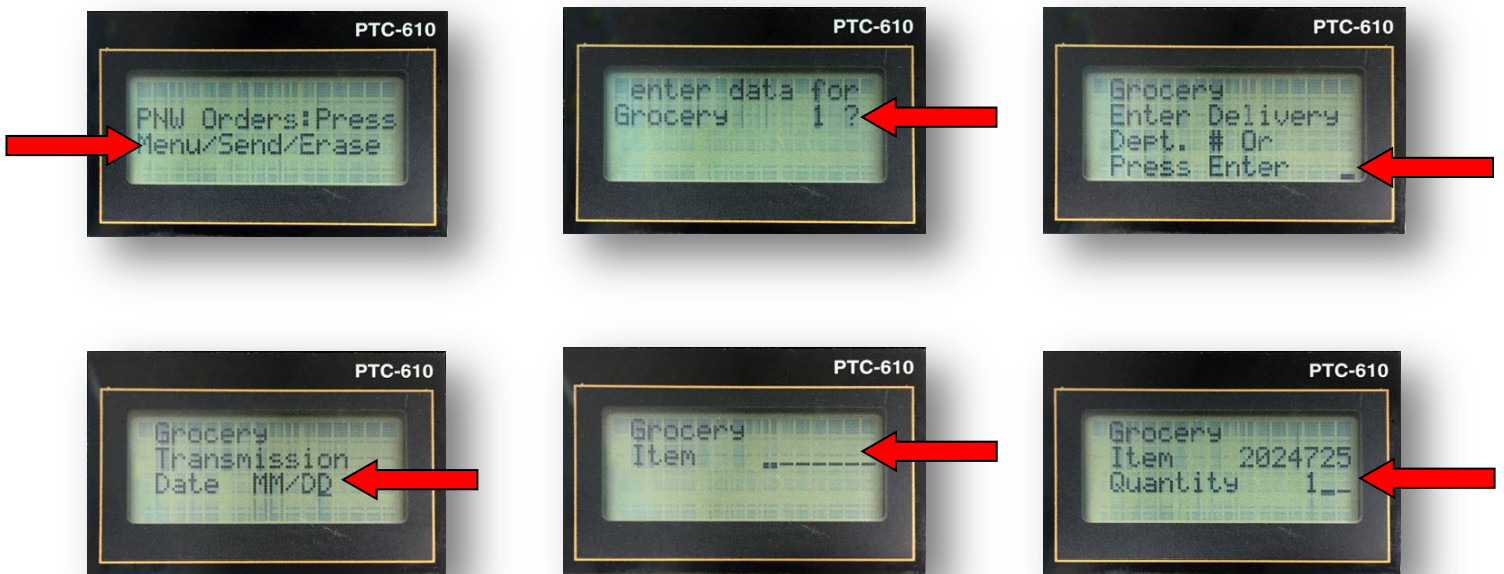 PTC-610
PNW Orders:Press
Menu/Send/Erase
PTC-610
enter data for
Grocery 1 ?
PTC-610
Grocery
Enter Delivery
Dept. # Or
Press Enter _
PTC-610
Grocery
Transmission
Date MM/DD
PTC-610
Grocery
Item _______
PTC-610
Grocery
Item 2024725
Quantity 1__